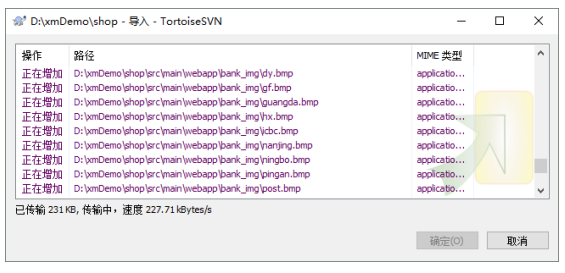 D:\xmDemo\shop - 导入 - TortoiseSVN
操作 路径 MIME 类型
正在增加 D:\xmDemo\shop\src\main\webapp\bank_img\dy.bmp applicatio...
正在增加 D:\xmDemo\shop\src\main\webapp\bank_img\gf.bmp applicatio...
正在增加 D:\xmDemo\shop\src\main\webapp\bank_img\guangda.bmp applicatio...
正在增加 D:\xmDemo\shop\src\main\webapp\bank_img\hx.bmp applicatio...
正在增加 D:\xmDemo\shop\src\main\webapp\bank_img\icbc.bmp applicatio...
正在增加 D:\xmDemo\shop\src\main\webapp\bank_img\nanjing.bmp applicatio...
正在增加 D:\xmDemo\shop\src\main\webapp\bank_img\ningbo.bmp applicatio...
正在增加 D:\xmDemo\shop\src\main\webapp\bank_img\pingan.bmp applicatio...
正在增加 D:\xmDemo\shop\src\main\webapp\bank_img\post.bmp applicatio...
已传输 231 KB, 传输中，速度 227.71 kBytes/s
确定(O) 取消